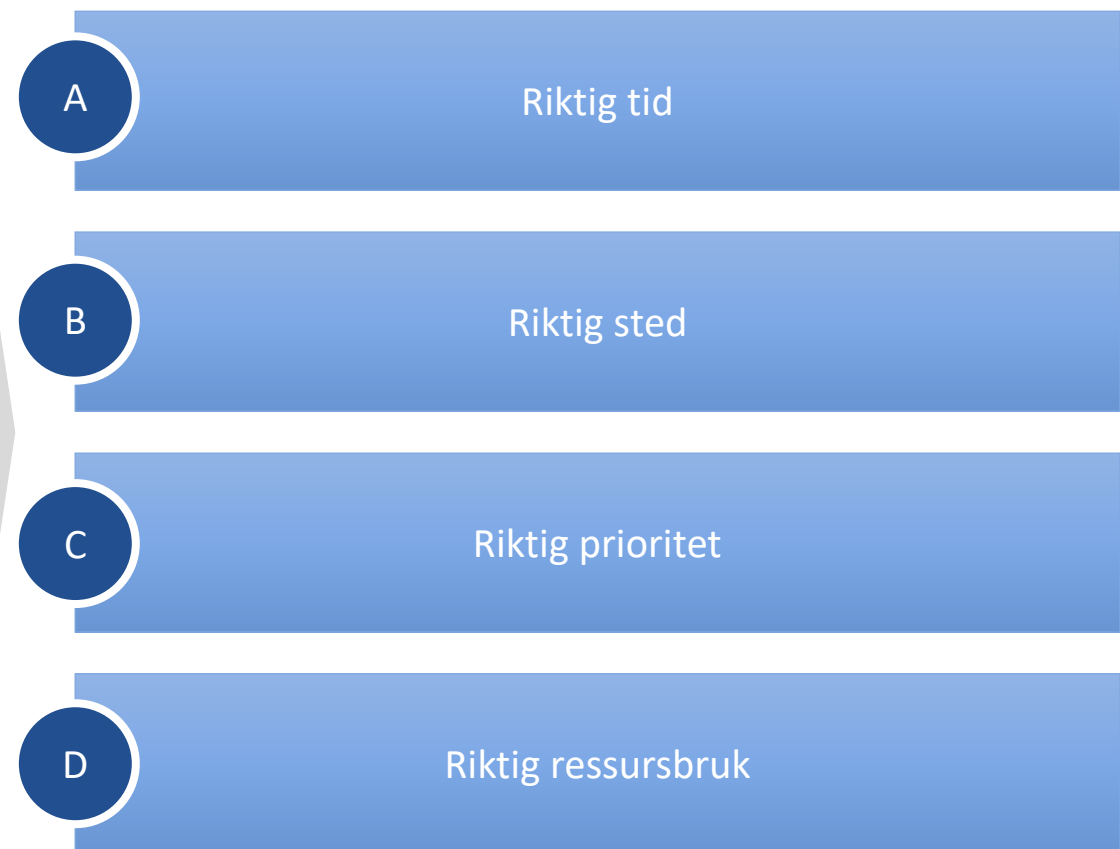 A
Riktig tid
B
Riktig sted
C
Riktig prioritet
D
Riktig ressursbruk